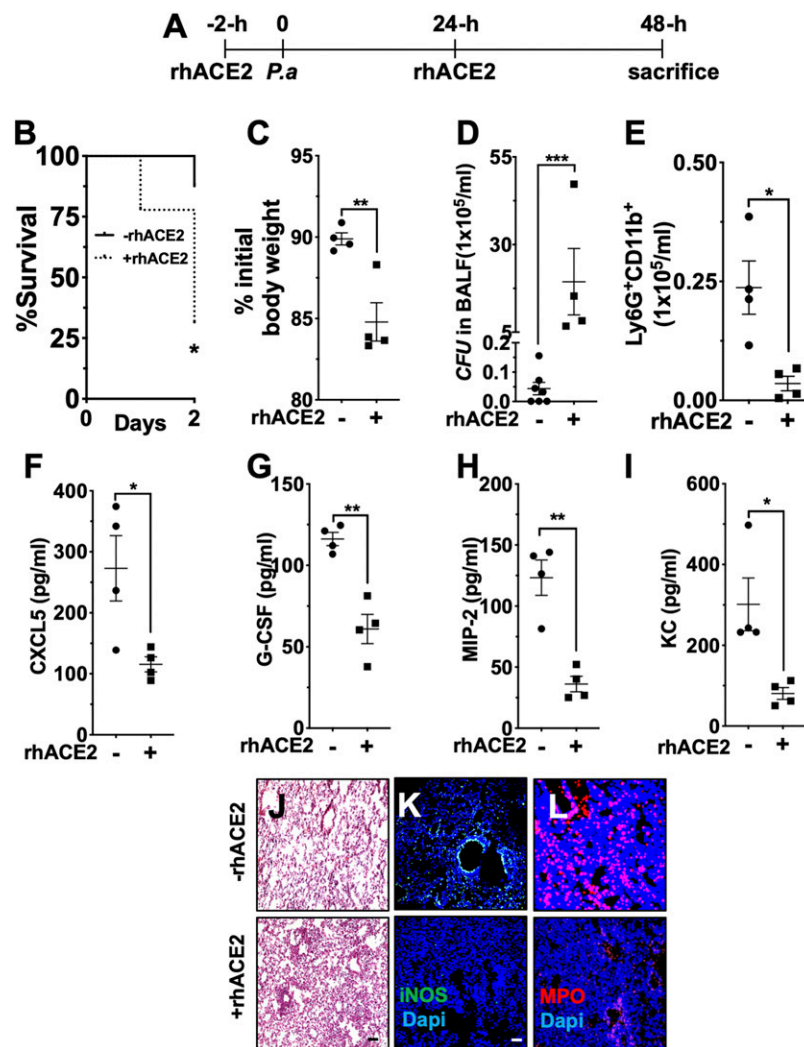 A
-2-h 0 24-h 48-h
rhACE2 P.a rhACE2 sacrifice
B
%Survival
100
75
50
25
0
-rhACE2
+rhACE2
*
0 Days 2
C
% initial
body weight
95
90
85
80
**
rhACE2 - +
D
CFU in BALF(1x10⁵/ml)
55
30
5
0.2
0.1
0.0
***
- +
E
Ly6G⁺CD11b⁺
(1x10⁵/ml)
0.50
0.25
0.00
*
rhACE2 - +
F
CXCL5 (pg/ml)
400
300
200
100
0
*
rhACE2 - +
G
G-CSF (pg/ml)
150
100
50
0
**
rhACE2 - +
H
MIP-2 (pg/ml)
200
150
100
50
0
**
rhACE2 - +
I
KC (pg/ml)
600
400
200
0
*
rhACE2 - +
-rhACE2
J
K
L
+rhACE2
iNOS
Dapi
MPO
Dapi